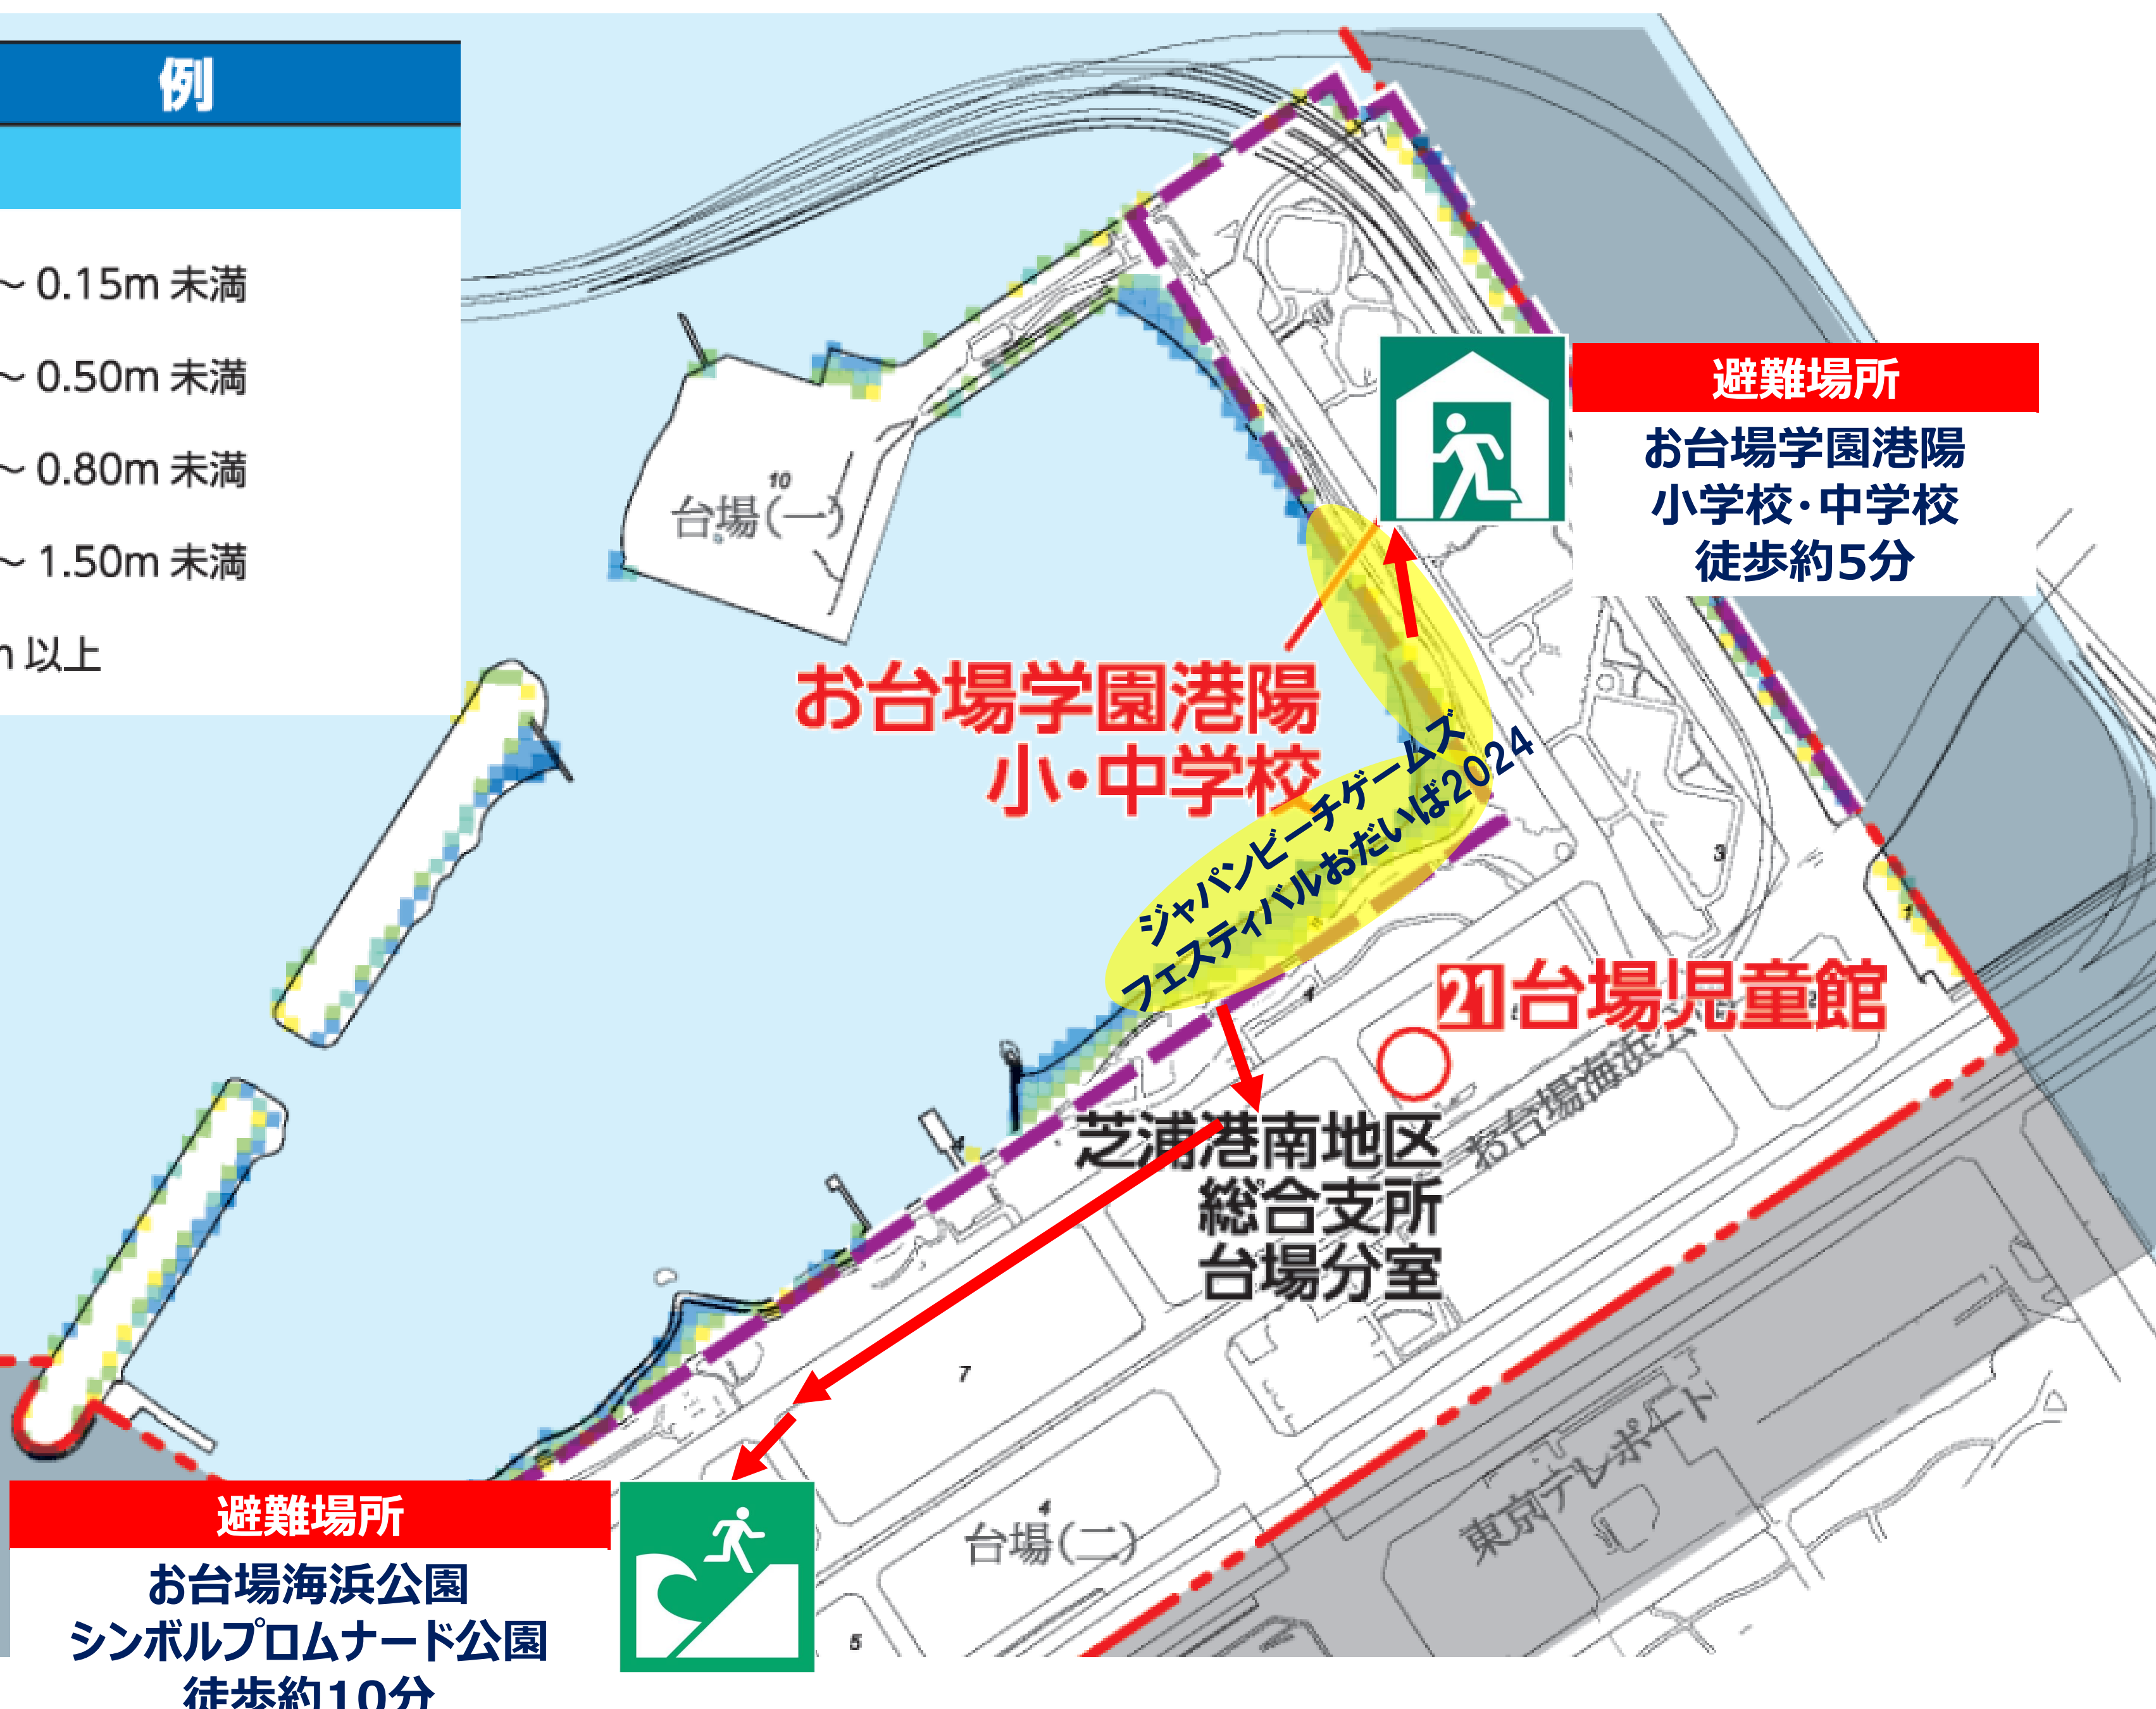 例
~ 0.15m 未満
~ 0.50m 未満
~ 0.80m 未満
~ 1.50m 未満
以上
避難場所
お台場学園港陽
小学校・中学校
徒歩約5分
10
台場(一)
お台場学園港陽
小・中学校
ジャパンビーチゲームズ
フェスティバルおだいば2024
3
1
21台場児童館
お台場海浜公
芝浦港南地区
総合支所
台場分室
4
7
4
台場(二)
5
東京テレポート
避難場所
お台場海浜公園
シンボルプロムナード公園
徒歩約10分